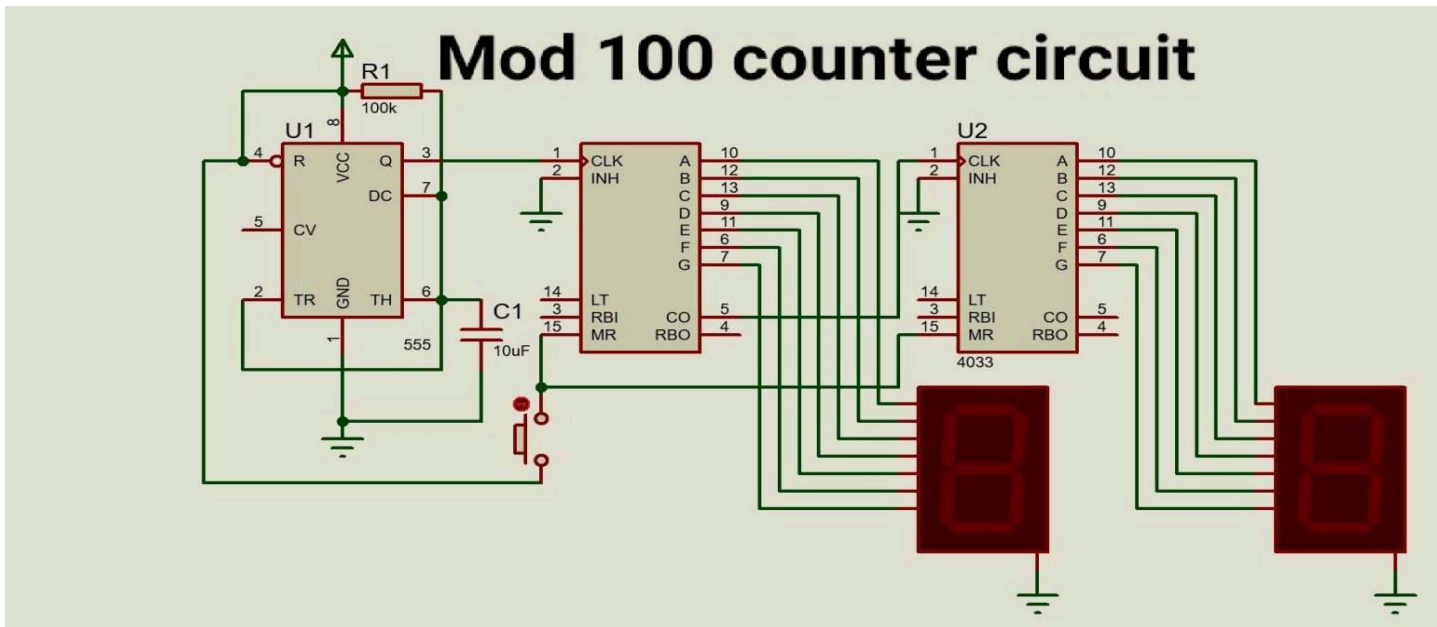 Mod 100 counter circuit
R1
100k
U1
8
4 R VCC Q 3
DC 7
5 CV
2 TR GND TH 6
1
555
C1
10uF
1 CLK A 10
2 INH B 12
C 13
D 9
E 11
F 6
G 7
14 LT
3 RBI CO 5
15 MR RBO 4
U2
1 CLK A 10
2 INH B 12
C 13
D 9
E 11
F 6
G 7
14 LT
3 RBI CO 5
15 MR RBO 4
4033